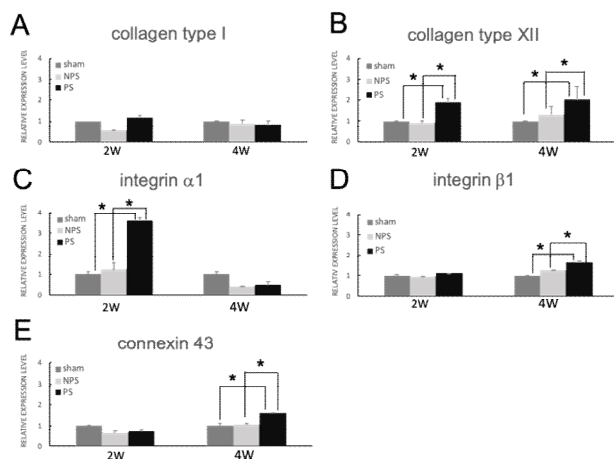 A
collagen type I
RELATIVE EXPRESSION LEVEL
4
3
2
1
0
sham
NPS
PS
2W
4W
B
collagen type XII
RELATIVE EXPRESSION LEVEL
4
3
2
1
0
sham
NPS
PS
*
*
*
*
2W
4W
C
integrin α1
RELATIVE EXPRESSION LEVEL
4
3
2
1
0
sham
NPS
PS
*
*
2W
4W
D
integrin β1
RELATIVE EXPRESSION LEVEL
4
3
2
1
0
sham
NPS
PS
*
*
2W
4W
E
connexin 43
RELATIVE EXPRESSION LEVEL
4
2
1
0
sham
NPS
PS
*
*
2W
4W